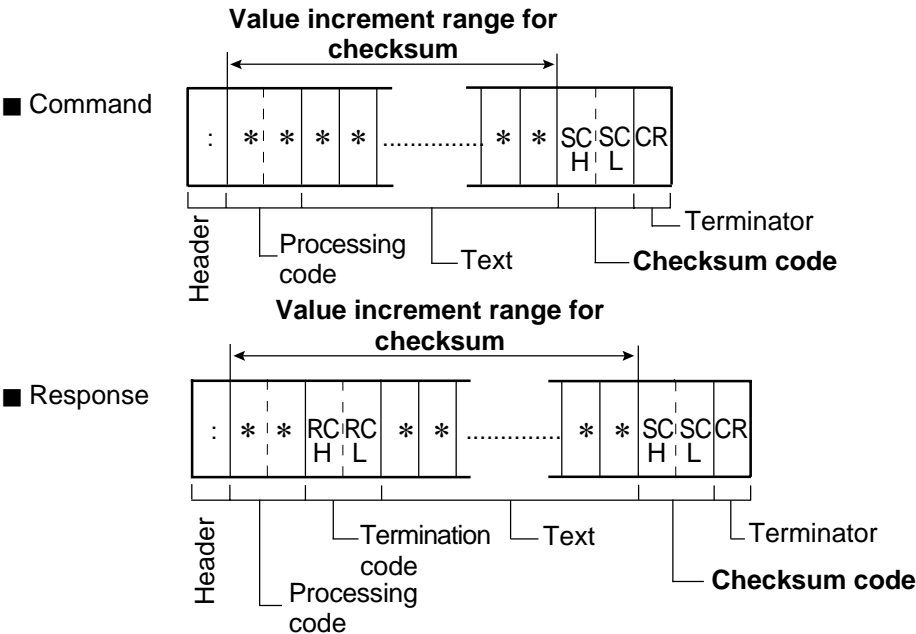 Value increment range for
checksum
■ Command
: * * * * ............... * * SC H SC L CR
Header
Processing
code
Text
Terminator
Checksum code
Value increment range for
checksum
■ Response
: * * RC H RC L * * .............. * * SC H SC L CR
Header
Processing
code
Termination
code
Text
Terminator
Checksum code